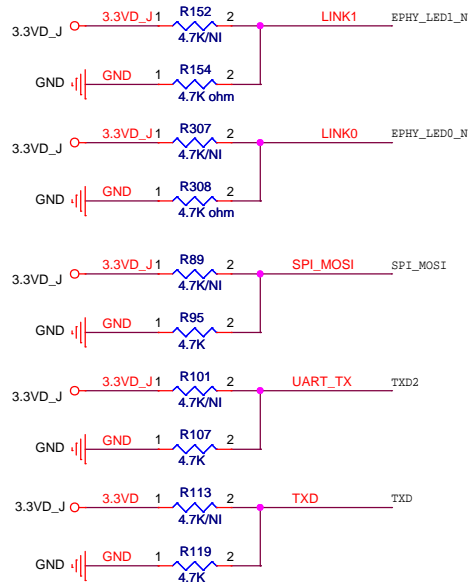 R152
3.3VD_J 3.3VD_J 1 2 LINK1 EPHY_LED1_N
4.7K/NI
GND GND 1 R154 2
4.7K ohm
R307
3.3VD_J 3.3VD_J 1 2 LINK0 EPHY_LED0_N
4.7K/NI
GND GND 1 R308 2
4.7K ohm
R89
3.3VD_J 3.3VD_J 1 2 SPI_MOSI SPI_MOSI
4.7K/NI
GND GND 1 R95 2
4.7K
R101
3.3VD_J 3.3VD_J 1 2 UART_TX TXD2
4.7K/NI
GND GND 1 R107 2
4.7K
R113
3.3VD_J 3.3VD 1 2 TXD TXD
4.7K/NI
GND GND 1 R119 2
4.7K